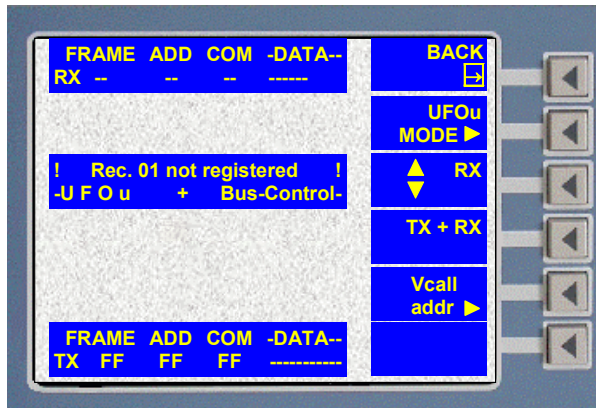 FRAME ADD COM -DATA--
RX -- -- -- ------
! Rec. 01 not registered !
-U F O u + Bus-Control-
FRAME ADD COM -DATA--
TX FF FF FF -----------
BACK
UFOu
MODE ▶
▲ RX
▼
TX + RX
Vcall
addr ▶